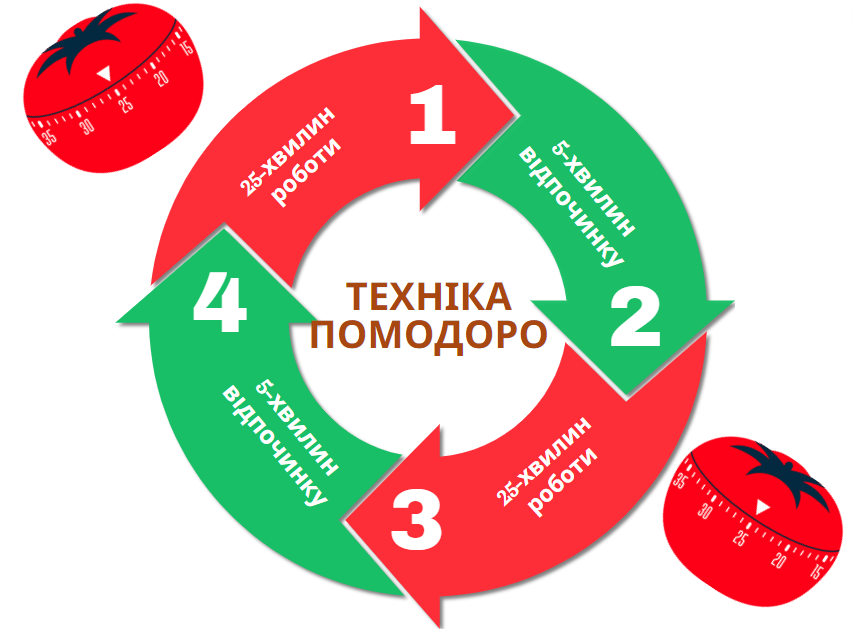 ТЕХНІКА
ПОМОДОРО
1
25-хвилин
роботи
2
5-хвилин
відпочинку
3
25-хвилин
роботи
4
5-хвилин
відпочинку
35
30
25
20
15
35
30
25
20
15